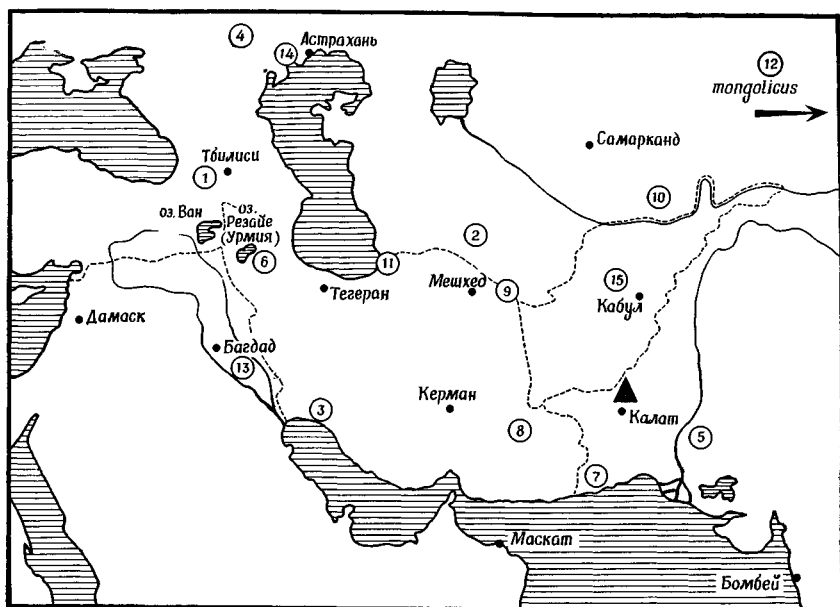 4
14
Астрахань
12
mongolicus
Самарканд
Тбилиси
1
10
оз. Ван
оз.
Резайе
(Урмия)
2
6
11
Мешхед
9
15
Кабул
Тегеран
Дамаск
Багдад
13
3
Керман
8
Калат
5
7
Маскат
Бомбей